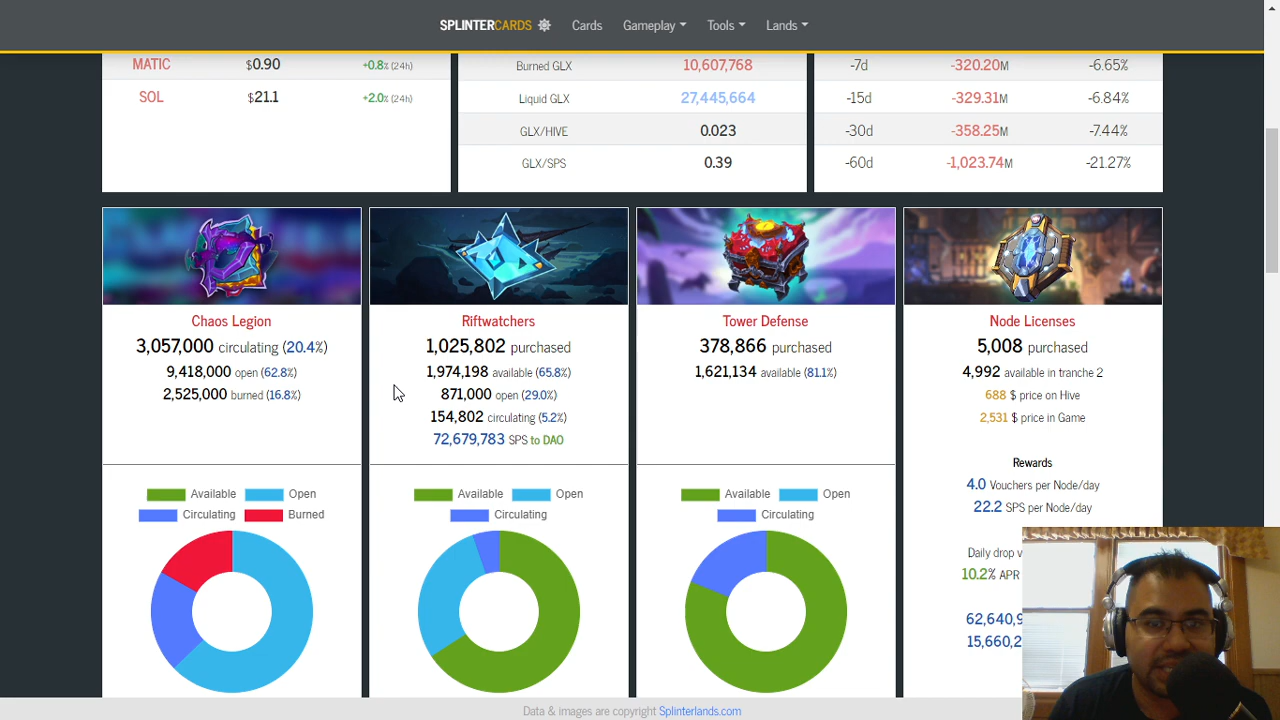 SPLINTERCARDS Cards Gameplay Tools Lands
MATIC $0.90 +0.8% (24h)
SOL $21.1 +2.0% (24h)
Burned GLX 10,607,768
Liquid GLX 27,445,664
GLX/HIVE 0.023
GLX/SPS 0.39
-7d -320.20M -6.65%
-15d -329.31M -6.84%
-30d -358.25M -7.44%
-60d -1,023.74M -21.27%
Chaos Legion
3,057,000 circulating (20.4%)
9,418,000 open (62.8%)
2,525,000 burned (16.8%)
Available Open
Circulating Burned
Riftwatchers
1,025,802 purchased
1,974,198 available (65.8%)
871,000 open (29.0%)
154,802 circulating (5.2%)
72,679,783 SPS to DAO
Available Open
Circulating
Tower Defense
378,866 purchased
1,621,134 available (81.1%)
Available Open
Circulating
Node Licenses
5,008 purchased
4,992 available in tranche 2
688 $ price on Hive
2,531 $ price in Game
Rewards
4.0 Vouchers per Node/day
22.2 SPS per Node/day
Daily drop
10.2% APR
Data & images are copyright Splinterlands.com